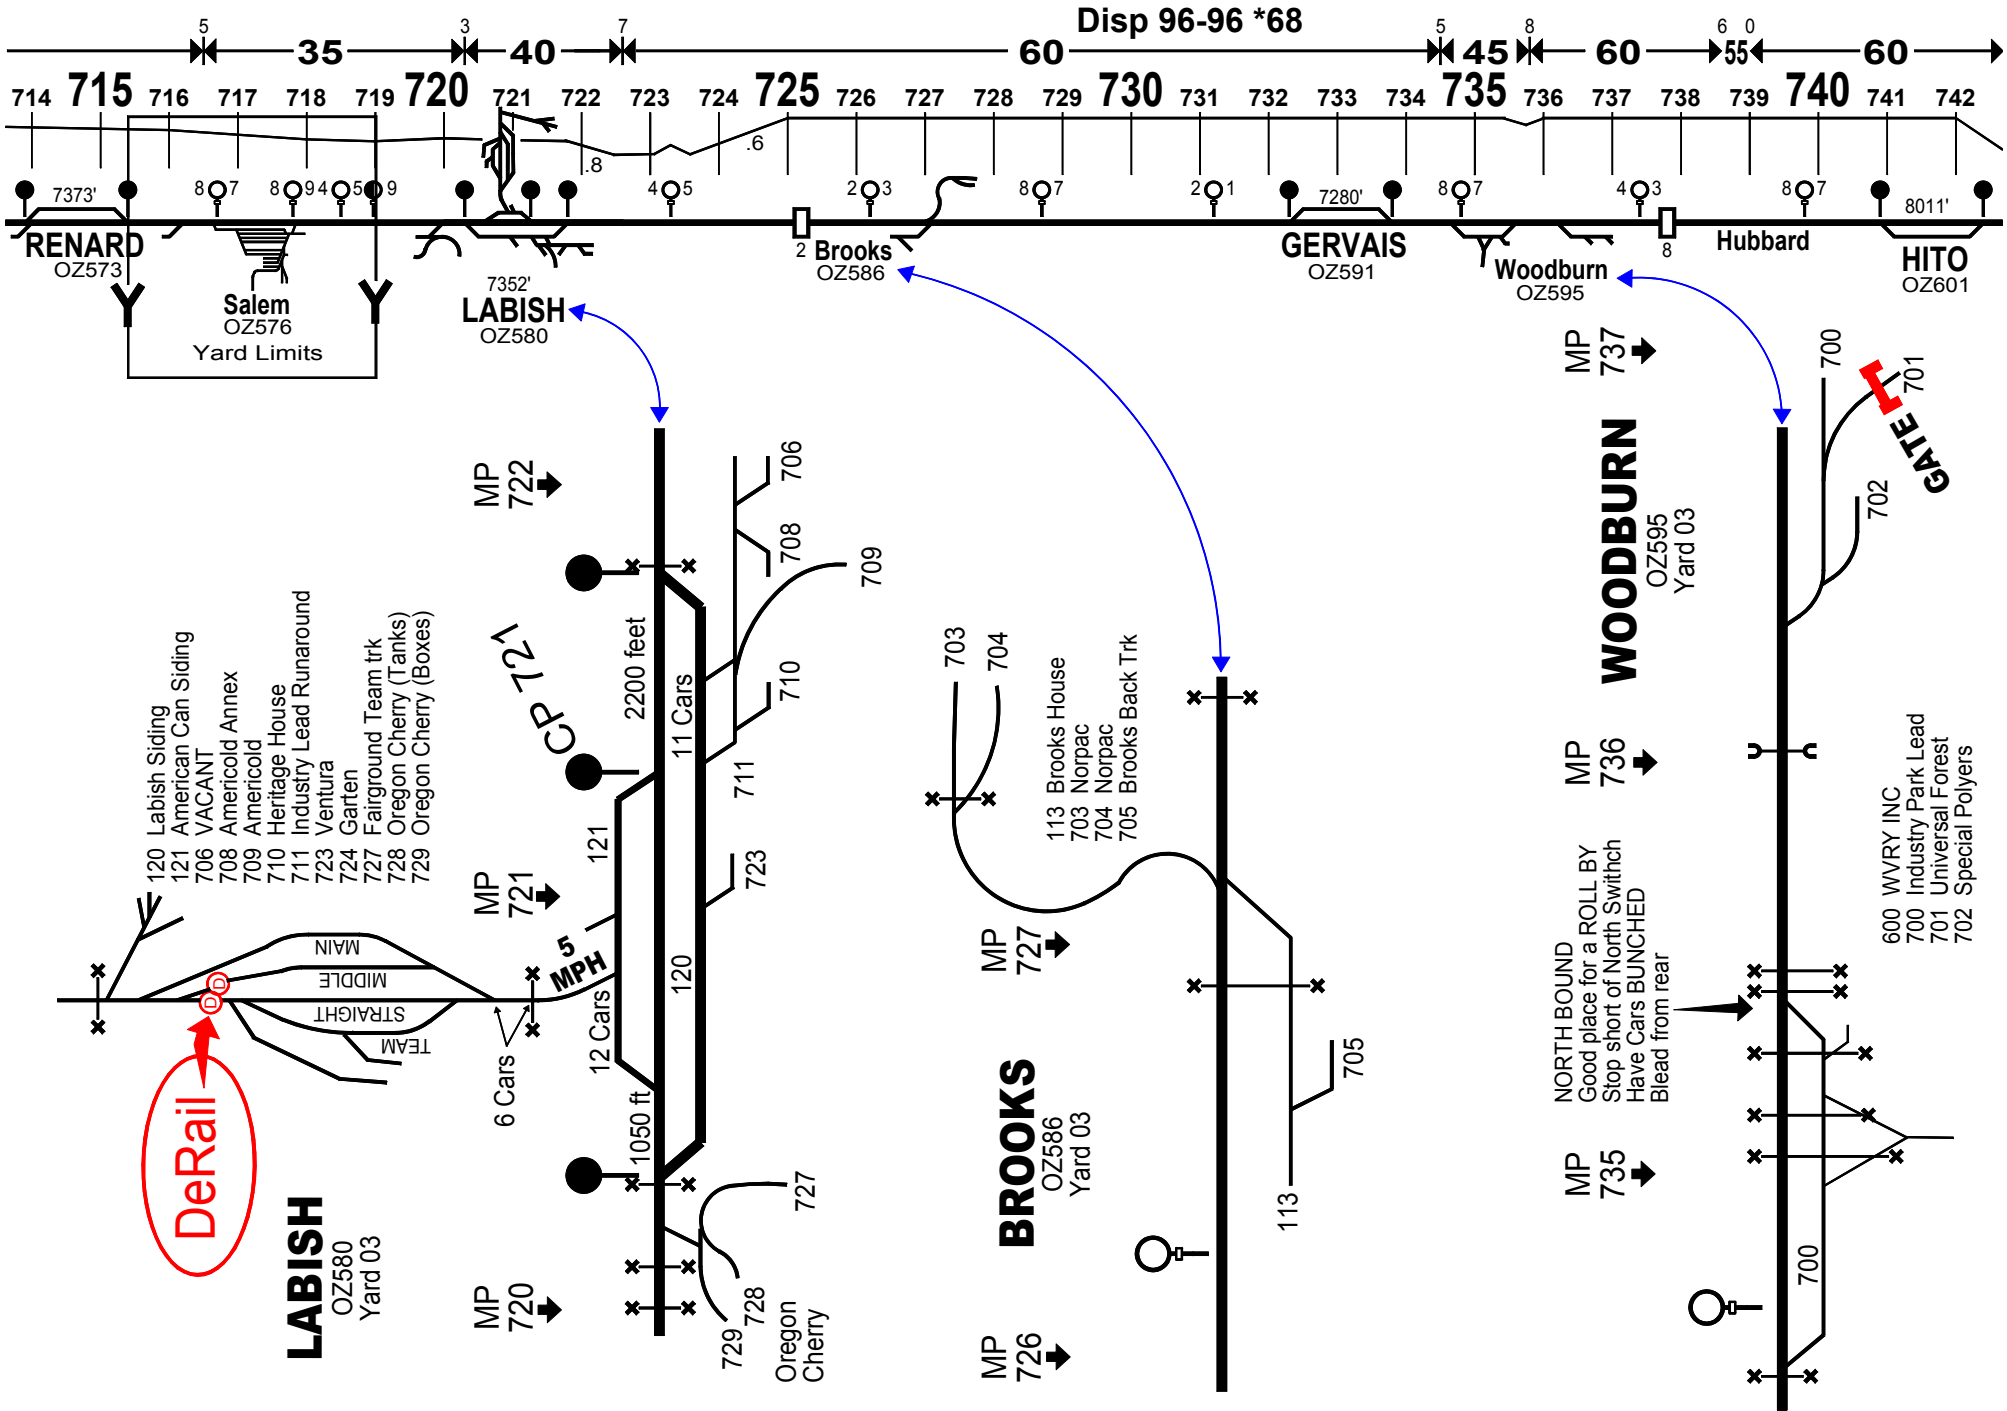 Disp 96-96 *68
5 3 7 5 8 6 0
35 40 60 45 60 55 60
714 715 716 717 718 719 720 721 722 723 724 725 726 727 728 729 730 731 732 733 734 735 736 737 738 739 740 741 742
.8 .6
7373' 8 7 8 9 4 5 9 4 5 2 3 8 7 2 1 7280' 8 7 4 3 8 7 8011'
RENARD
OZ573
Salem
OZ576
Yard Limits
7352'
LABISH
OZ580
2
Brooks
OZ586
GERVAIS
OZ591
Woodburn
OZ595
8
Hubbard
HITO
OZ601
120 Labish Siding
121 American Can Siding
706 VACANT
708 Americold Annex
709 Americold
710 Heritage House
711 Industry Lead Runaround
723 Ventura
724 Garten
727 Fairground Team trk
728 Oregon Cherry (Tanks)
729 Oregon Cherry (Boxes)
MP
722
CP 721
2200 feet
11 Cars
706
708
709
710
711
MP
721
121
723
120
5
MPH
12 Cars
MAIN
MIDDLE
STRAIGHT
TEAM
D
D
DeRail
6 Cars
1050 ft
LABISH
OZ580
Yard 03
MP
720
727
728
729
Oregon
Cherry
703
704
113 Brooks House
703 Norpac
704 Norpac
705 Brooks Back Trk
MP
727
BROOKS
OZ586
Yard 03
705
113
MP
726
MP
737
700
701
GATE
702
WOODBURN
OZ595
Yard 03
MP
736
600 WVRY INC
700 Industry Park Lead
701 Universal Forest
702 Special Polyers
NORTH BOUND
Good place for a ROLL BY
Stop short of North Swithch
Have Cars BUNCHED
Blead from rear
MP
735
700